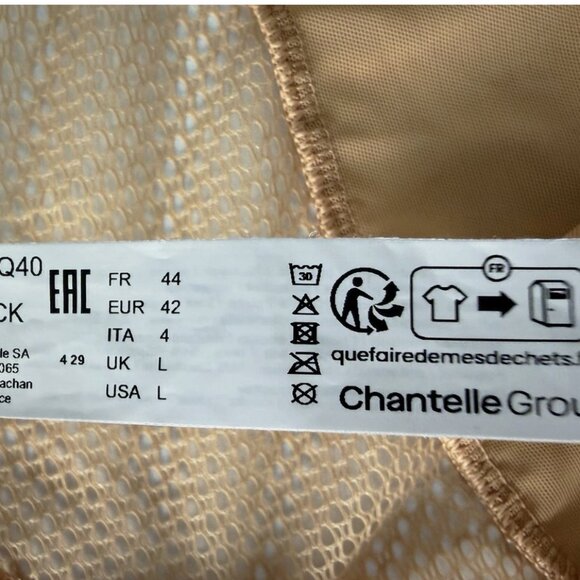 Q40
CK
le SA
065
achan
ce
EAC
4 29
FR 44
EUR 42
ITA 4
UK L
USA L
30
FR
quefairedemesdechets.f
Chantelle Grou